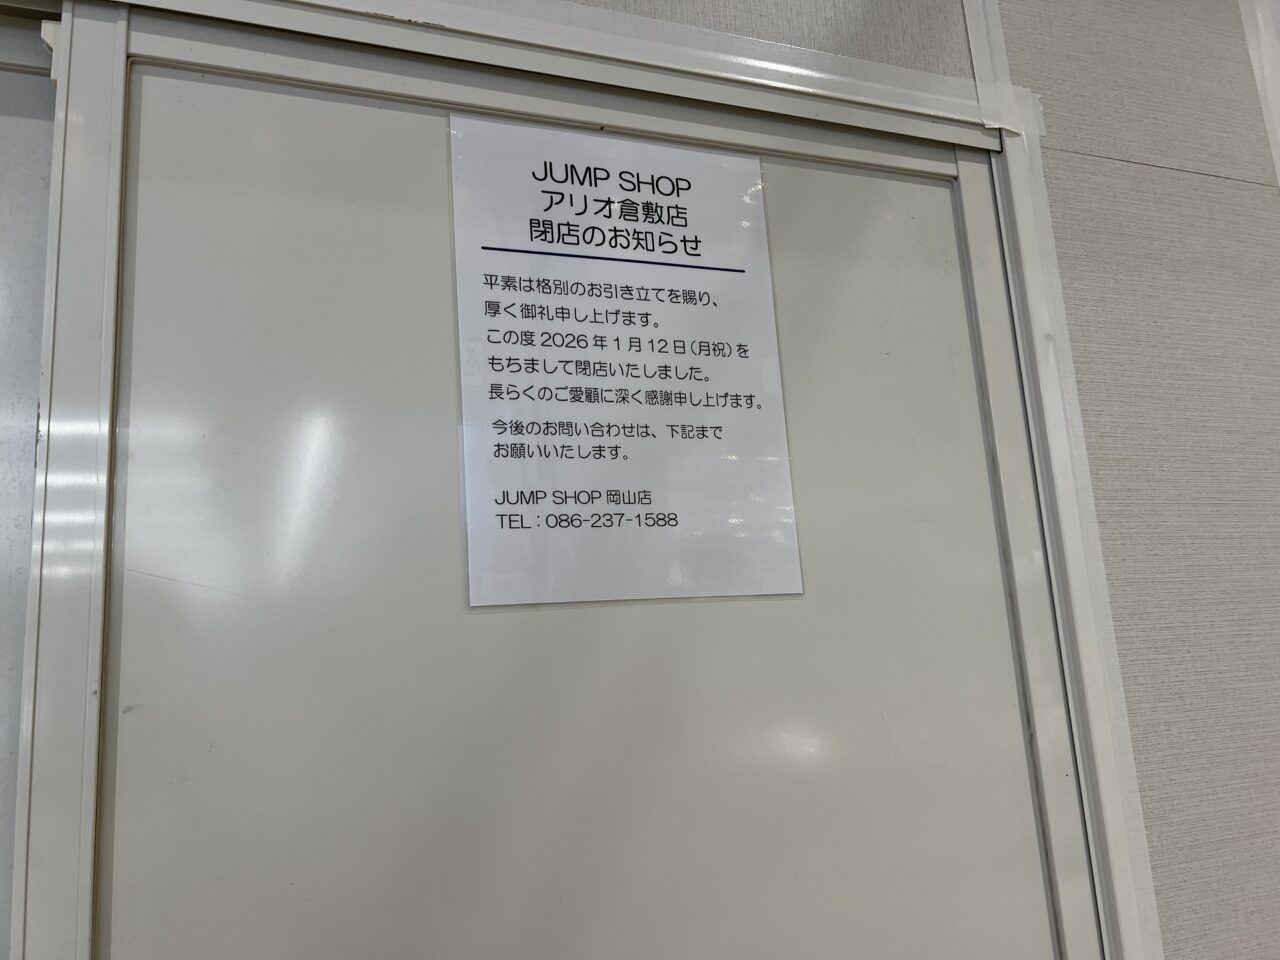 JUMP SHOP
アリオ倉敷店
閉店のお知らせ
平素は格別のお引き立てを賜り、
厚く御礼申し上げます。
この度 2026 年 1 月 12 日(月祝)を
もちまして閉店いたしました。
長らくのご愛顧に深く感謝申し上げます。
今後のお問い合わせは、下記まで
お願いいたします。
JUMP SHOP 岡山店
TEL：086-237-1588